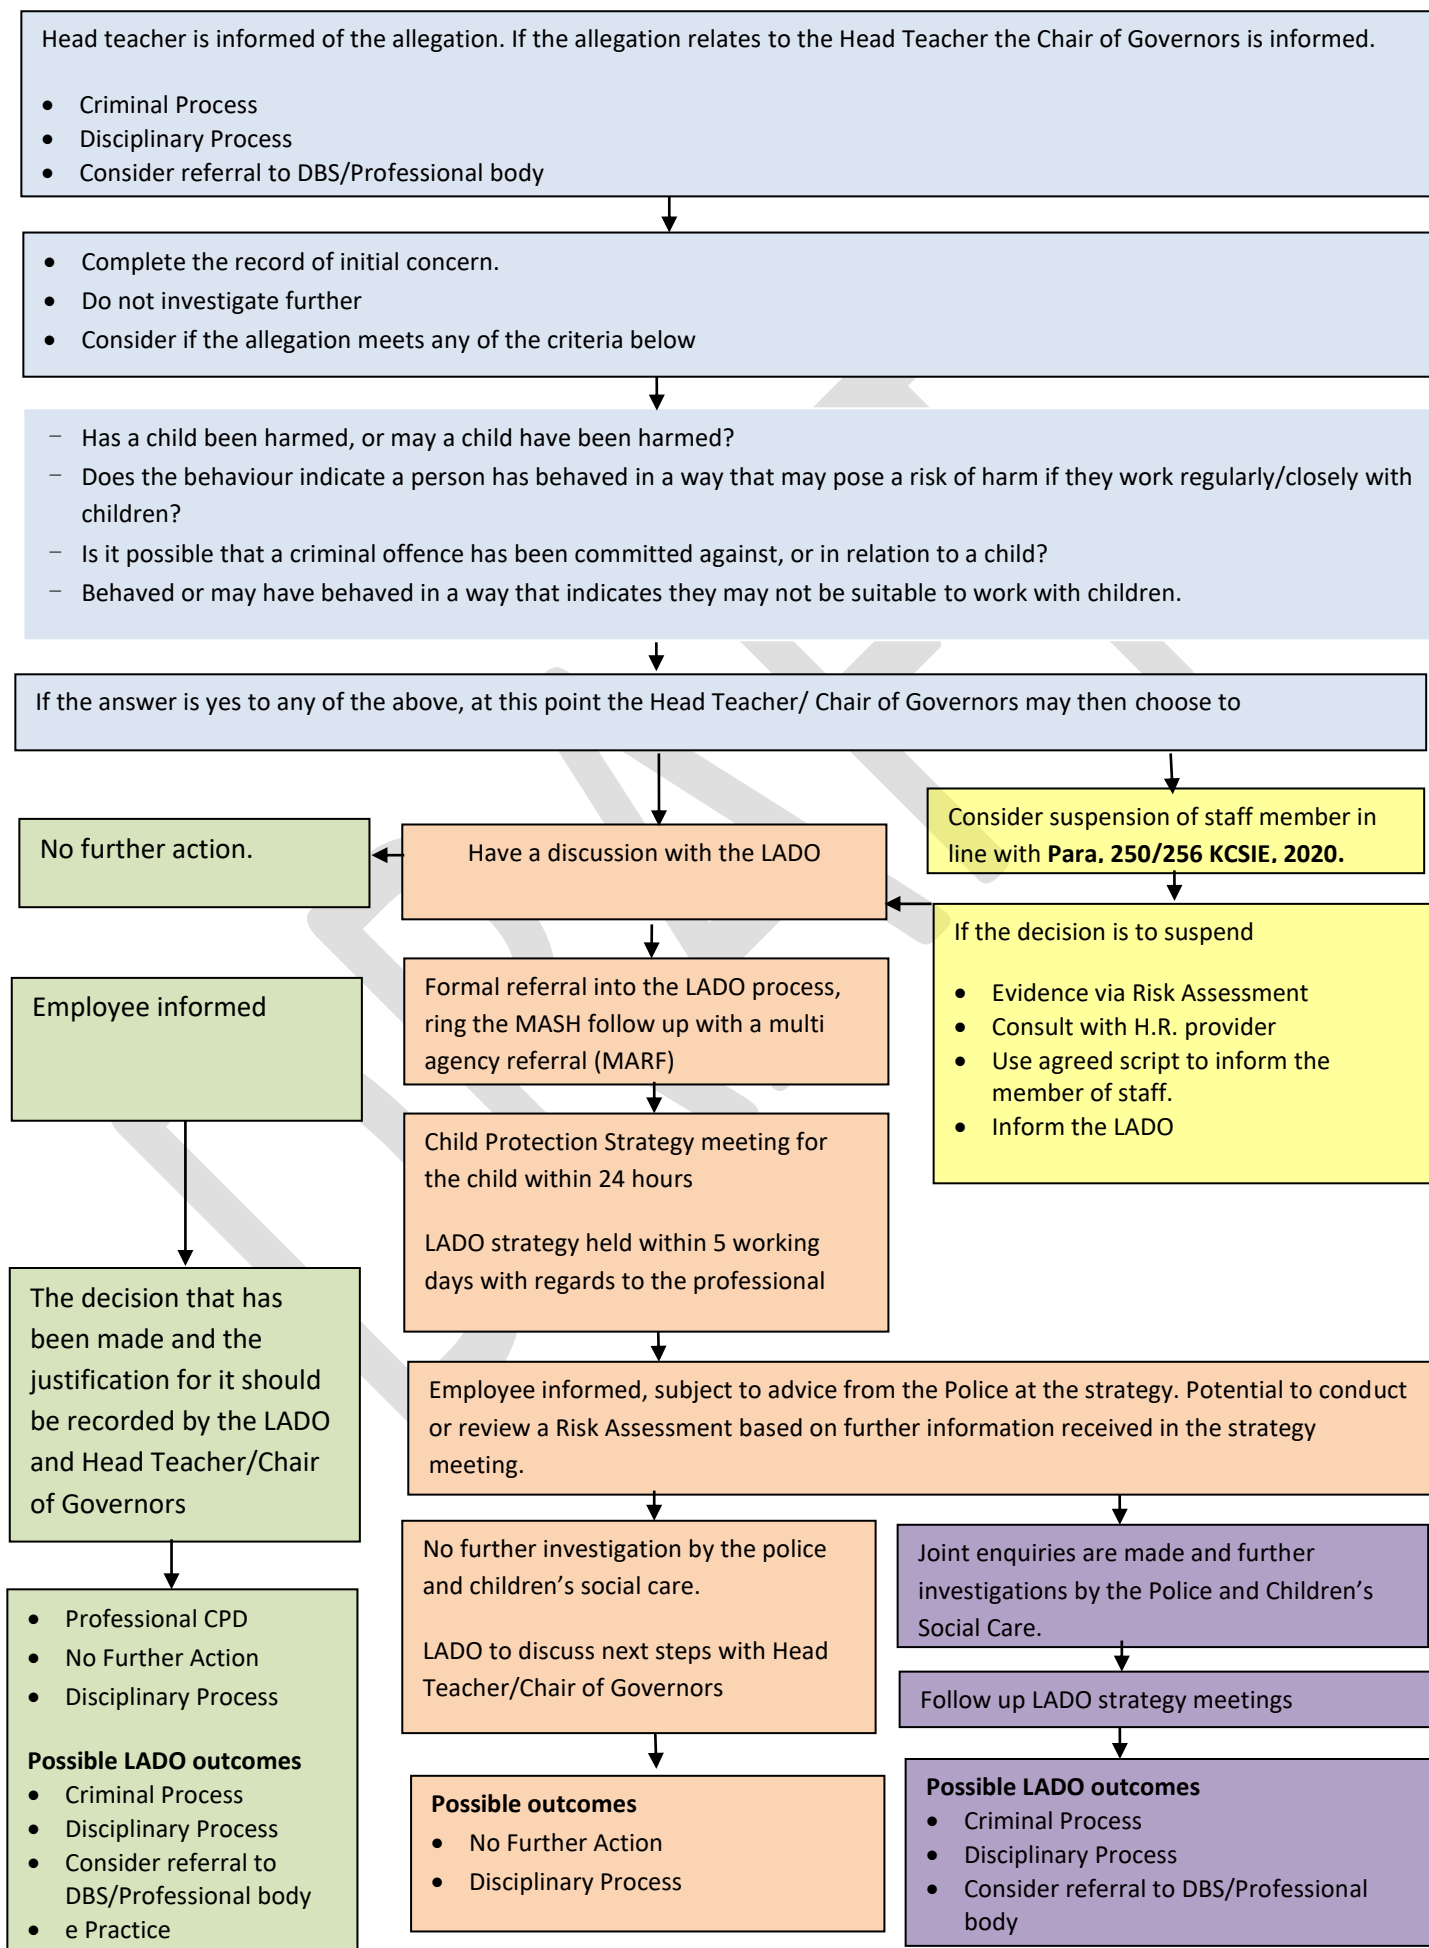 Head teacher is informed of the allegation. If the allegation relates to the Head Teacher the Chair of Governors is informed.
• Criminal Process
• Disciplinary Process
• Consider referral to DBS/Professional body
• Complete the record of initial concern.
• Do not investigate further
• Consider if the allegation meets any of the criteria below
− Has a child been harmed, or may a child have been harmed?
− Does the behaviour indicate a person has behaved in a way that may pose a risk of harm if they work regularly/closely with
children?
− Is it possible that a criminal offence has been committed against, or in relation to a child?
− Behaved or may have behaved in a way that indicates they may not be suitable to work with children.
If the answer is yes to any of the above, at this point the Head Teacher/ Chair of Governors may then choose to
No further action.
Have a discussion with the LADO
Consider suspension of staff member in
line with Para, 250/256 KCSIE, 2020.
If the decision is to suspend
• Evidence via Risk Assessment
• Consult with H.R. provider
• Use agreed script to inform the
member of staff.
• Inform the LADO
Employee informed
Formal referral into the LADO process,
ring the MASH follow up with a multi
agency referral (MARF)
Child Protection Strategy meeting for
the child within 24 hours
LADO strategy held within 5 working
days with regards to the professional
The decision that has
been made and the
justification for it should
be recorded by the LADO
and Head Teacher/Chair
of Governors
Employee informed, subject to advice from the Police at the strategy. Potential to conduct
or review a Risk Assessment based on further information received in the strategy
meeting.
No further investigation by the police
and children’s social care.
LADO to discuss next steps with Head
Teacher/Chair of Governors
Joint enquiries are made and further
investigations by the Police and Children’s
Social Care.
Follow up LADO strategy meetings
• Professional CPD
• No Further Action
• Disciplinary Process
Possible LADO outcomes
• Criminal Process
• Disciplinary Process
• Consider referral to
DBS/Professional body
• e Practice
Possible outcomes
• No Further Action
• Disciplinary Process
Possible LADO outcomes
• Criminal Process
• Disciplinary Process
• Consider referral to DBS/Professional
body
DRAFT